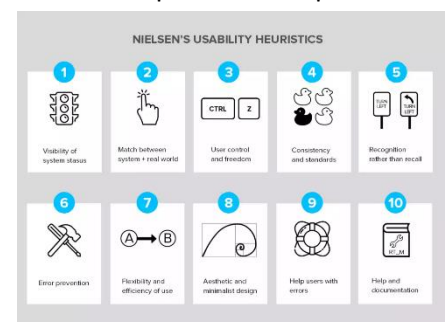 NIELSEN'S USABILITY HEURISTICS
1
Visibility of
system stasus
2
Match between
system + real world
3
CTRL Z
User control
and freedom
4
Consistency
and standards
5
TURN
LEFT
TURN
LEFT
Recognition
rather than recall
6
Error prevention
7
A B
Flexibility and
efficiency of use
8
Aesthetic and
minimalist design
9
Help users with
errors
10
HT_M
Help and
documentation